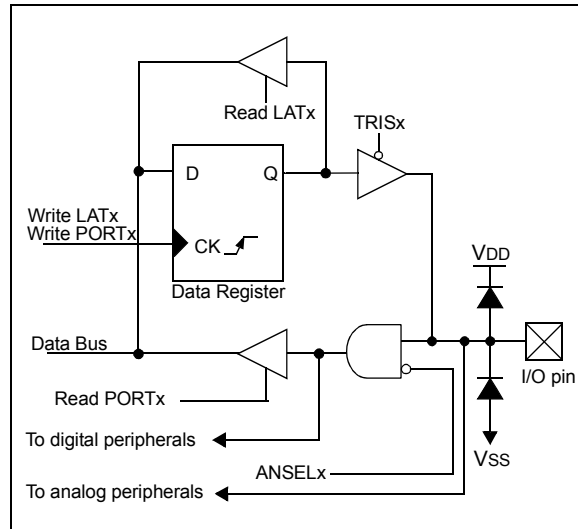 Read LATx
TRISx
D Q
Write LATx
Write PORTx
CK
Data Register
VDD
Data Bus
I/O pin
Read PORTx
To digital peripherals
VSS
ANSELx
To analog peripherals